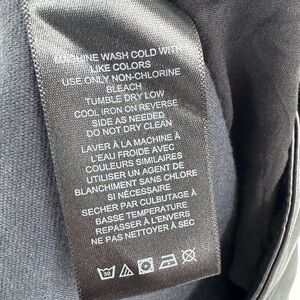 MACHINE WASH COLD WITH
LIKE COLORS
USE ONLY NON-CHLORINE
BLEACH
TUMBLE DRY LOW
COOL IRON ON REVERSE
SIDE AS NEEDED
DO NOT DRY CLEAN
LAVER À LA MACHINE À
L'EAU FROIDE AVEC
COULEURS SIMILAIRES
UTILISER UN AGENT DE
BLANCHIMENT SANS CHLORE
SI NÉCESSAIRE
SECHER PAR CULBUTAGE À
BASSE TEMPERATURE
REPASSER À L'ENVERS
NE PAS NETTOYER À SEC